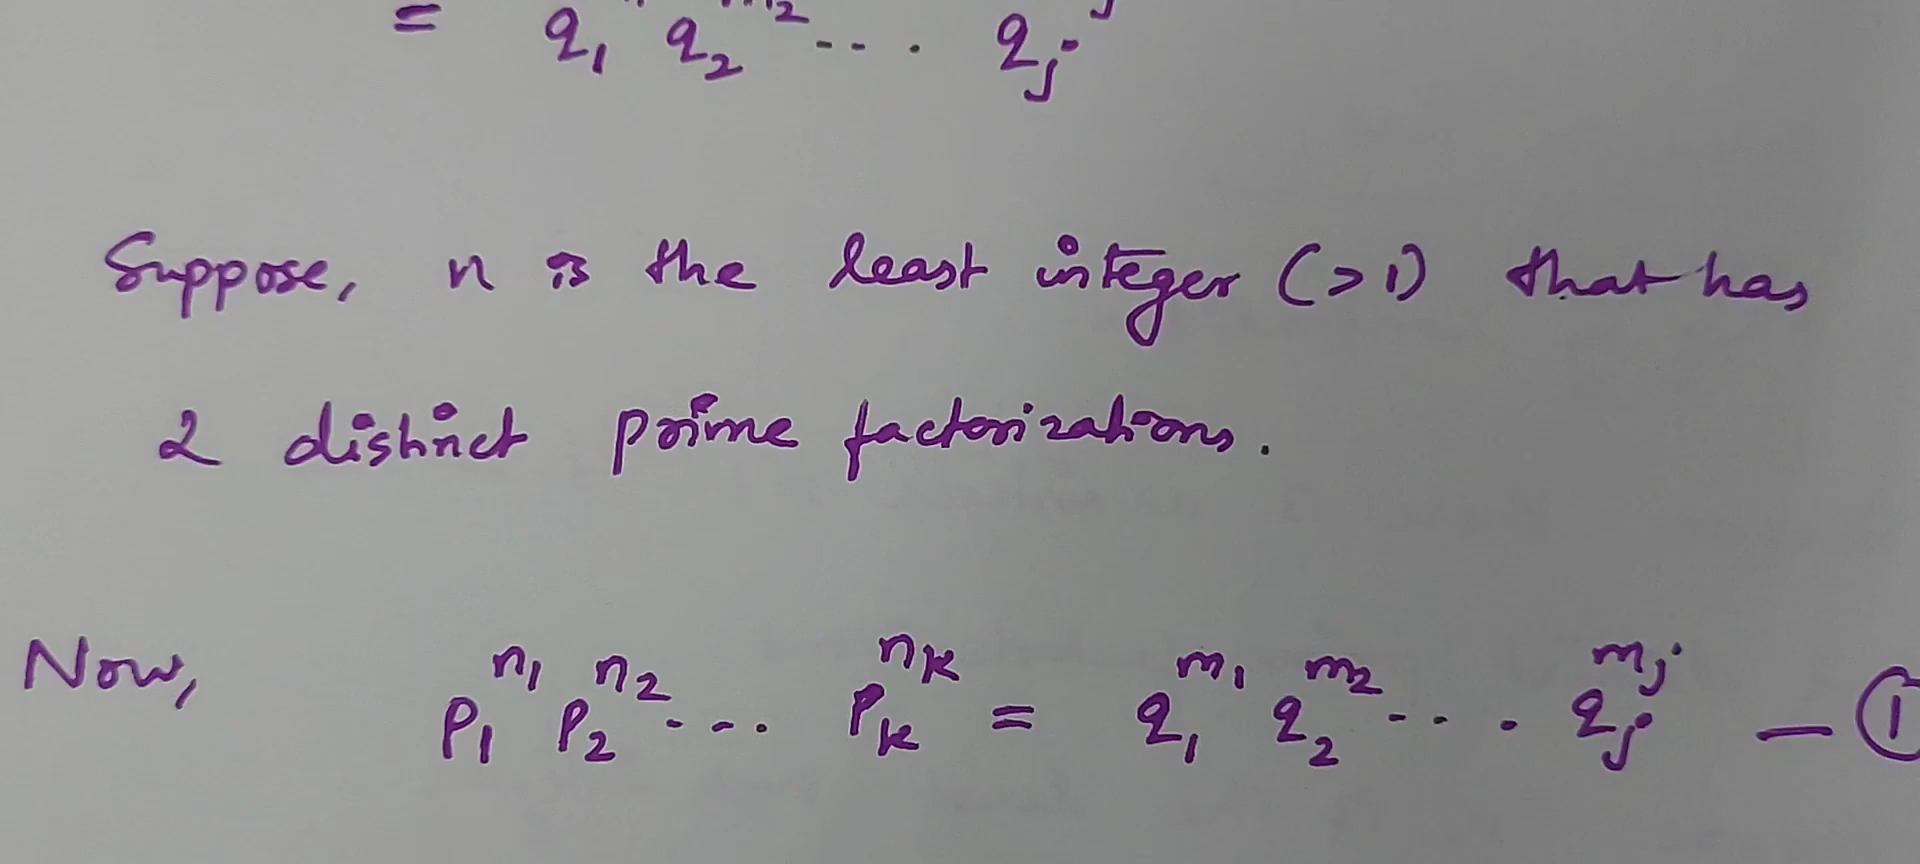 = q₁ q₂^m₂ ... qⱼ
Suppose, n is the least integer (>1) that has
2 distinct prime factorizations.
Now, p₁^n₁ p₂^n₂ .... pₖ^nₖ = q₁^m₁ q₂^m₂ .... qⱼ^mⱼ — ①